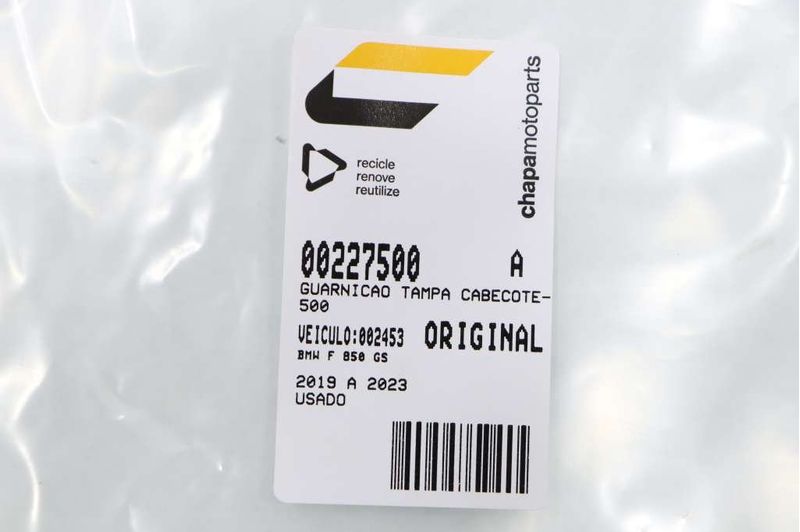 recicle
renove
reutilize
chapamotoparts
00227500 A
GUARNICAO TAMPA CABECOTE-
500
VEICULO:002453 ORIGINAL
BMW F 850 GS
2019 A 2023
USADO